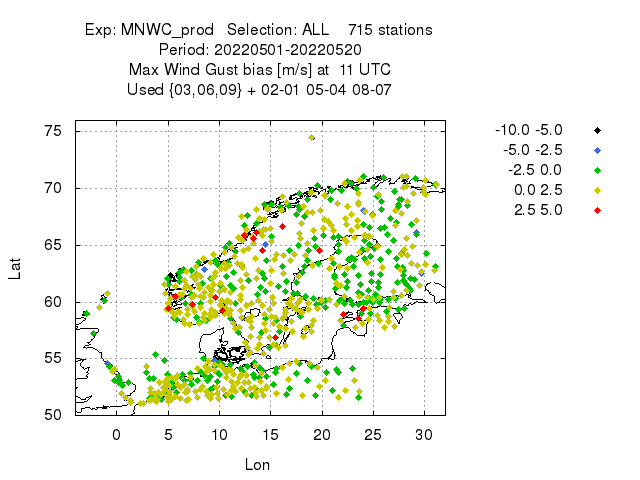 Exp: MNWC_prod   Selection: ALL    715 stations
Period: 20220501-20220520
Max Wind Gust bias [m/s] at  11 UTC
Used {03,06,09} + 02-01 05-04 08-07
-10.0 -5.0
-5.0 -2.5
-2.5 0.0
0.0 2.5
2.5 5.0
75
70
65
60
55
50
Lat
0 5 10 15 20 25 30
Lon